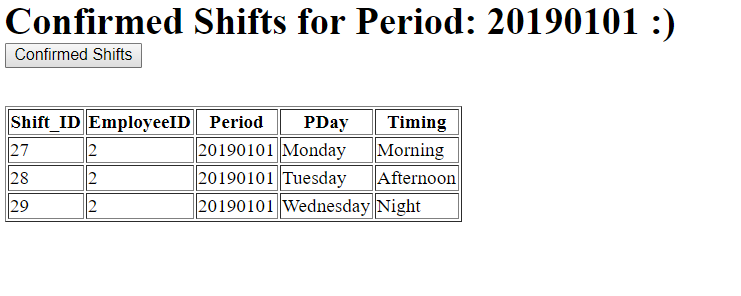 Confirmed Shifts for Period: 20190101 :)
Confirmed Shifts
Shift_ID EmployeeID Period PDay Timing
27 2 20190101 Monday Morning
28 2 20190101 Tuesday Afternoon
29 2 20190101 Wednesday Night